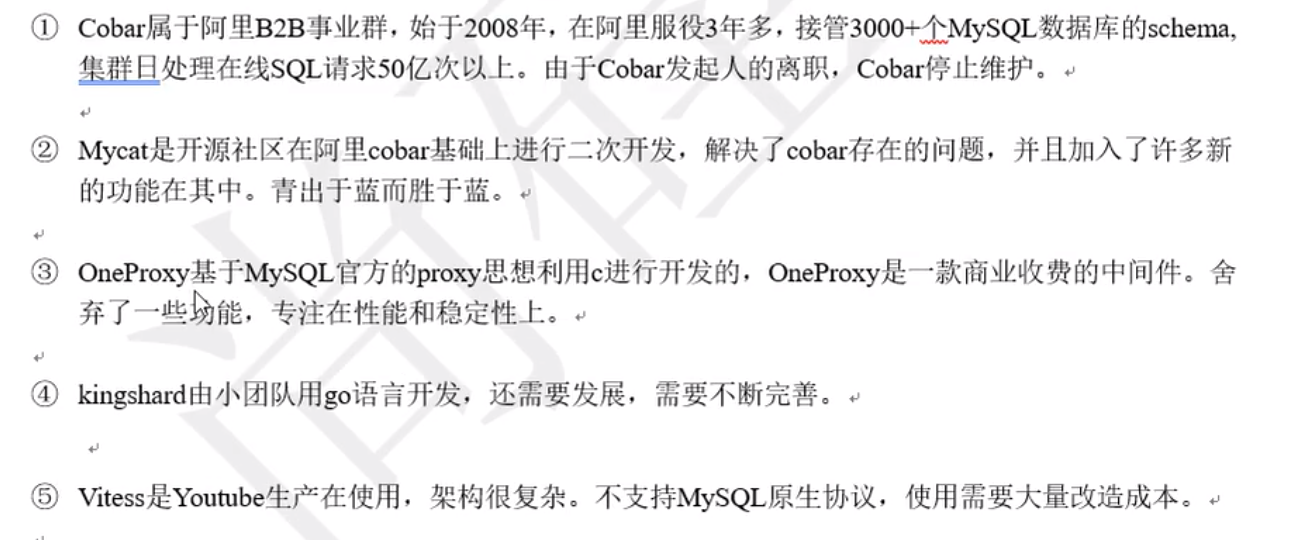 ① Cobar属于阿里B2B事业群，始于2008年，在阿里服役3年多，接管3000+个MySQL数据库的schema,
集群日处理在线SQL请求50亿次以上。由于Cobar发起人的离职，Cobar停止维护。
② Mycat是开源社区在阿里cobar基础上进行二次开发，解决了cobar存在的问题，并且加入了许多新
的功能在其中。青出于蓝而胜于蓝。
③ OneProxy基于MySQL官方的proxy思想利用c进行开发的，OneProxy是一款商业收费的中间件。舍
弃了一些功能，专注在性能和稳定性上。
④ kingshard由小团队用go语言开发，还需要发展，需要不断完善。
⑤ Vitess是Youtube生产在使用，架构很复杂。不支持MySQL原生协议，使用需要大量改造成本。